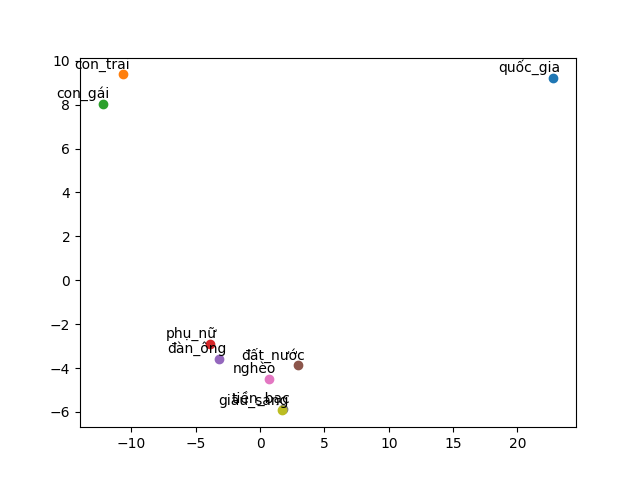 10
8
6
4
2
0
−2
−4
−6
−10
−5
0
5
10
15
20
con_trai
quốc_gia
con_gái
phụ_nữ
đàn_ông
đất_nước
nghèo
tiền_bạc
giàu_sang